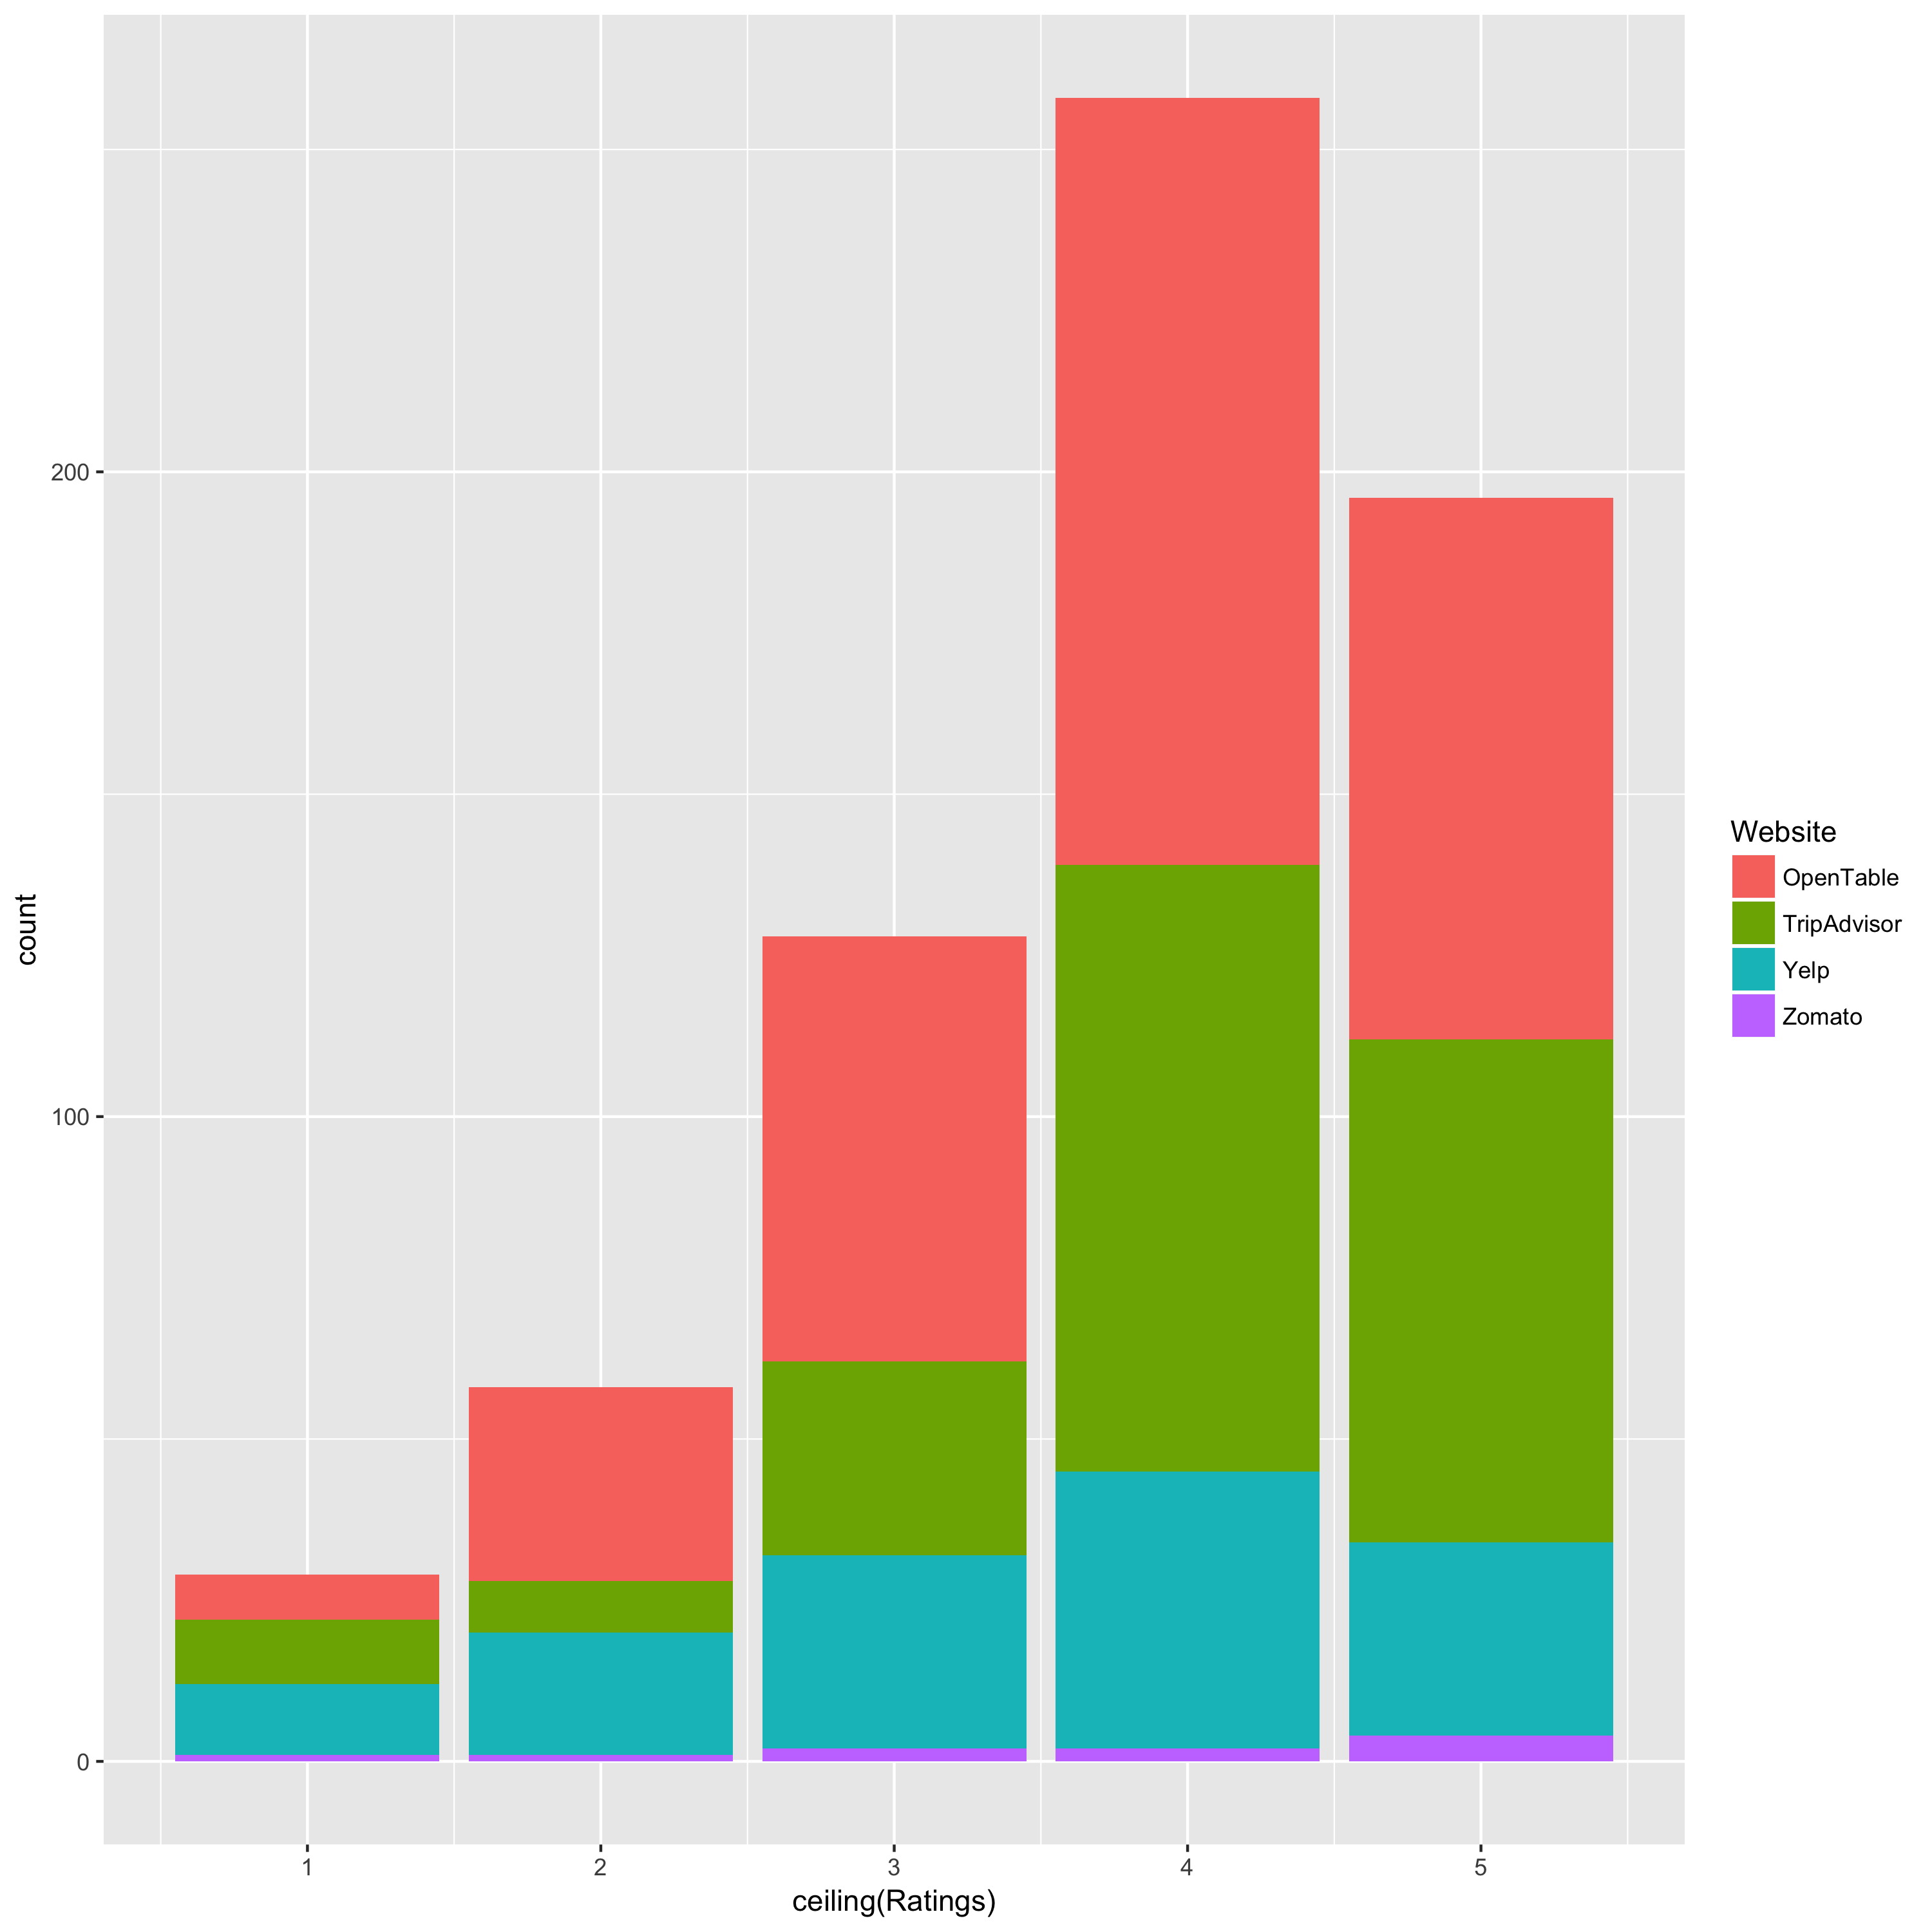 count
200
100
0
1 2 3 4 5
ceiling(Ratings)
Website
OpenTable
TripAdvisor
Yelp
Zomato